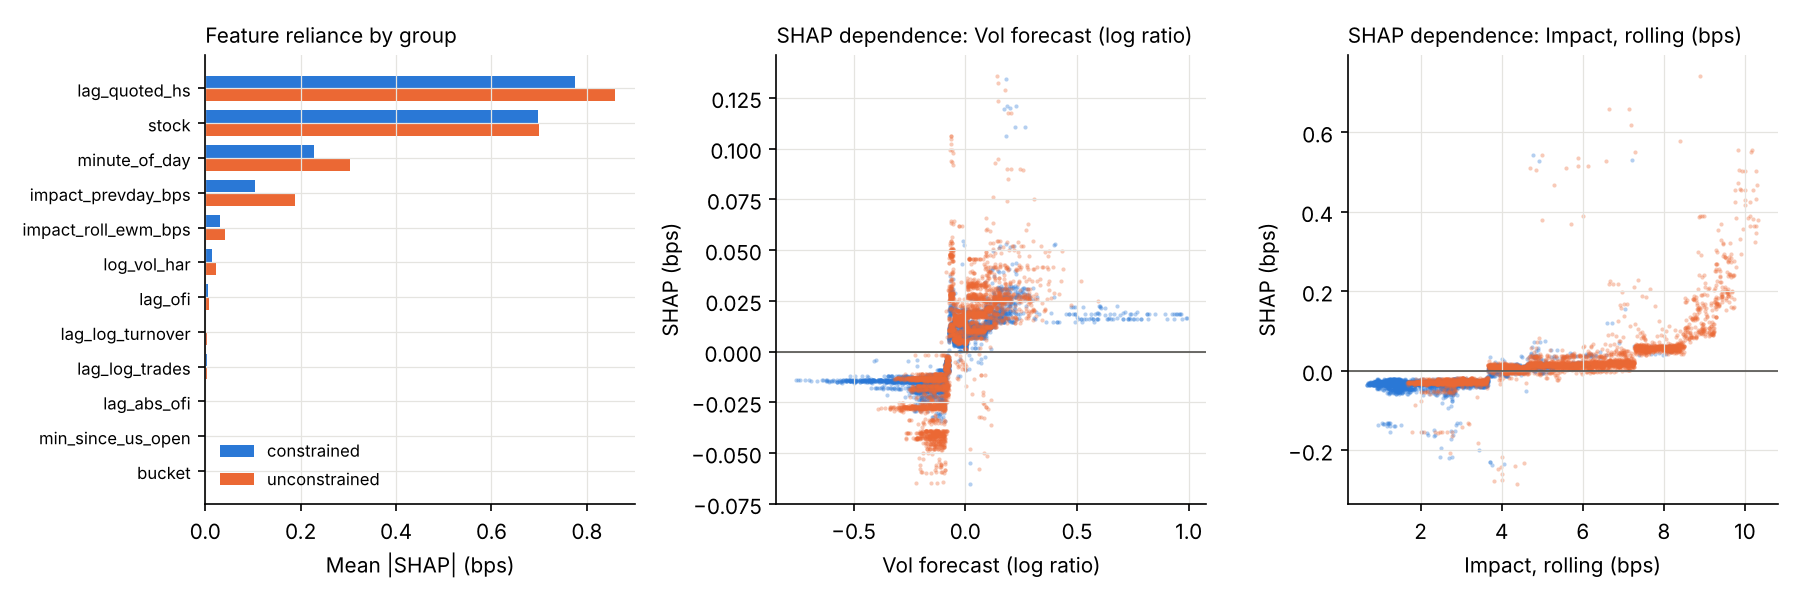 Feature reliance by group
lag_quoted_hs
stock
minute_of_day
impact_prevday_bps
impact_roll_ewm_bps
log_vol_har
lag_ofi
lag_log_turnover
lag_log_trades
lag_abs_ofi
min_since_us_open
bucket
constrained
unconstrained
0.0 0.2 0.4 0.6 0.8
Mean |SHAP| (bps)
SHAP dependence: Vol forecast (log ratio)
SHAP (bps)
0.125
0.100
0.075
0.050
0.025
0.000
−0.025
−0.050
−0.075
−0.5 0.0 0.5 1.0
Vol forecast (log ratio)
SHAP dependence: Impact, rolling (bps)
SHAP (bps)
0.6
0.4
0.2
0.0
−0.2
2 4 6 8 10
Impact, rolling (bps)